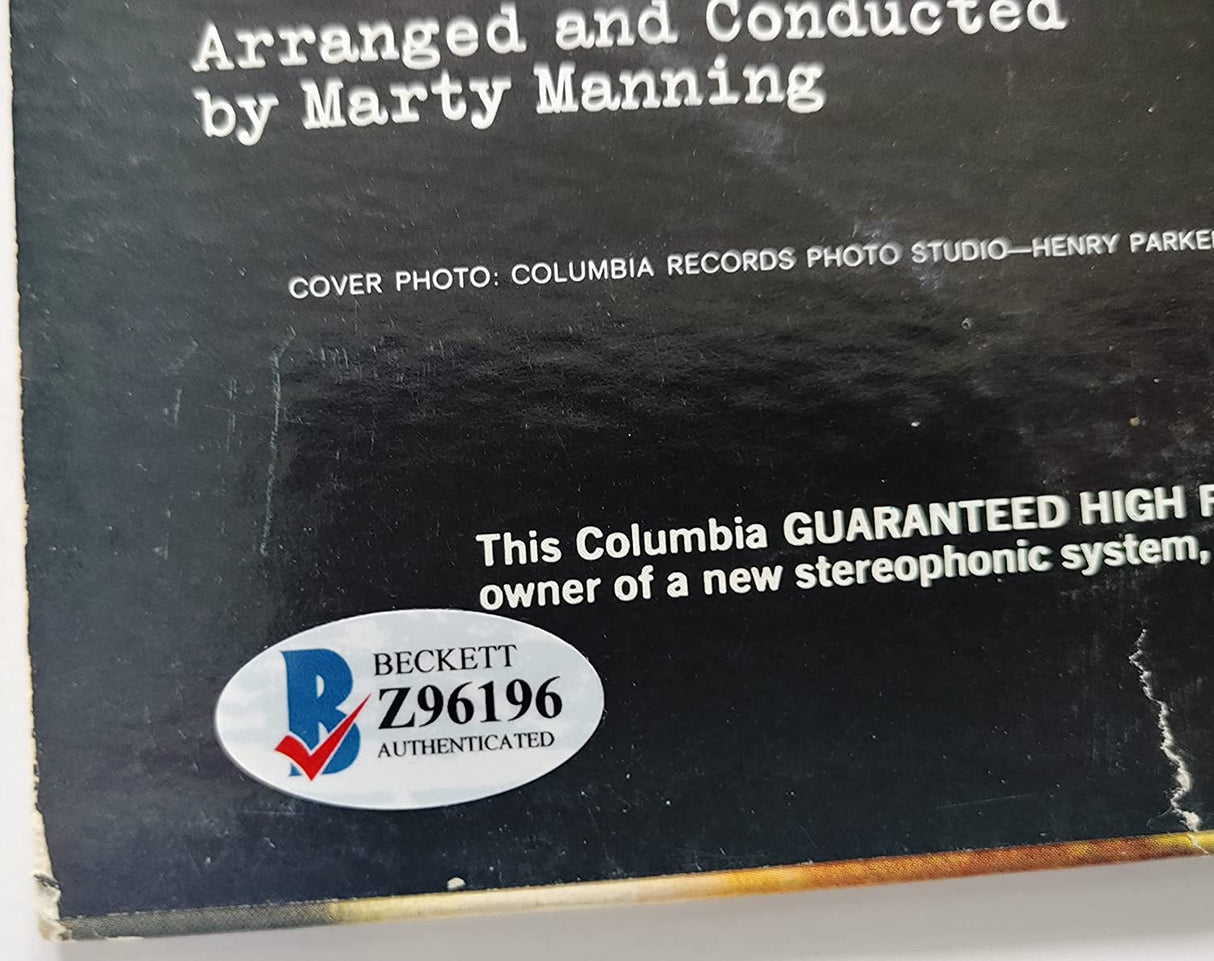 Arranged and Conducted
by Marty Manning
COVER PHOTO: COLUMBIA RECORDS PHOTO STUDIO—HENRY PARKE
This Columbia GUARANTEED HIGH F
owner of a new stereophonic system,
B
BECKETT
Z96196
AUTHENTICATED